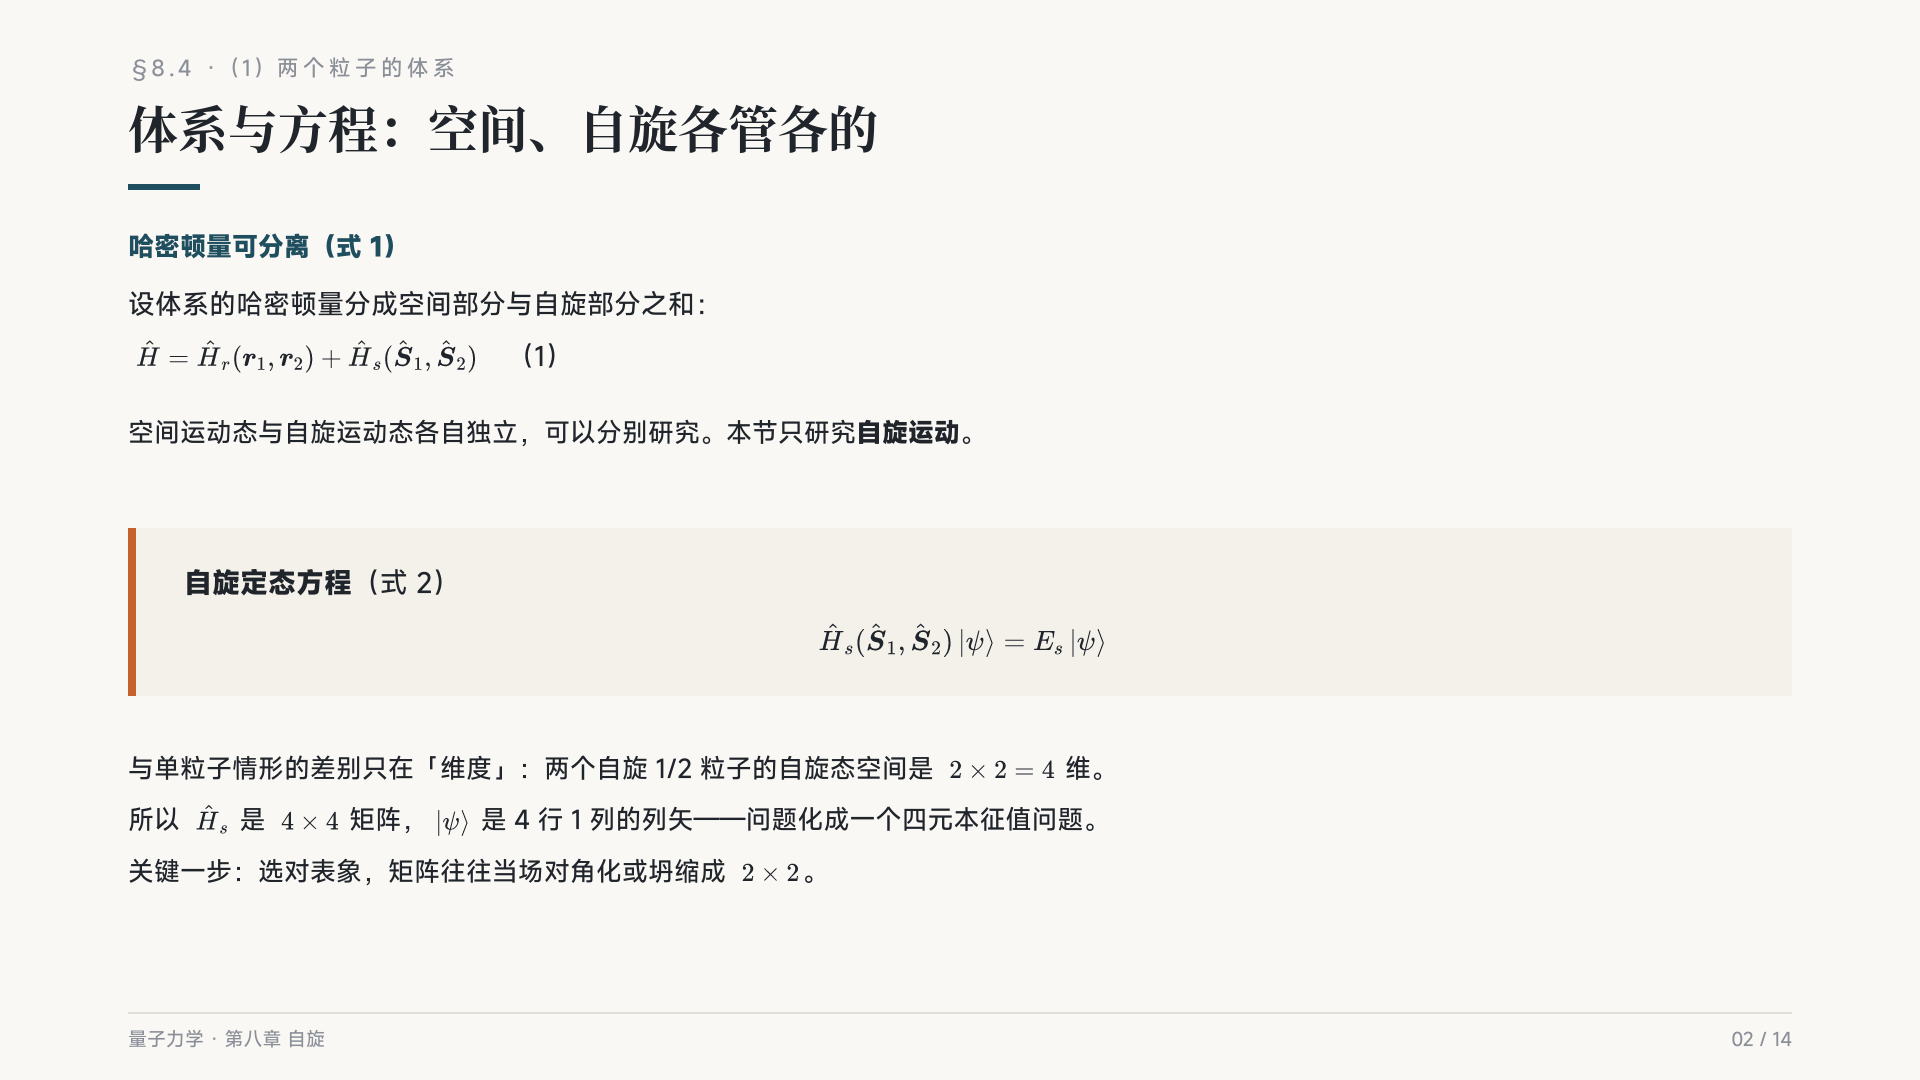 §8.4 · (1) 两个粒子的体系
体系与方程：空间、自旋各管各的
哈密顿量可分离（式 1）
设体系的哈密顿量分成空间部分与自旋部分之和：
Ĥ = Ĥ_r(𝒓₁, 𝒓₂) + Ĥ_s(𝑺̂₁, 𝑺̂₂) （1）
空间运动态与自旋运动态各自独立，可以分别研究。本节只研究自旋运动。
自旋定态方程（式 2）
Ĥ_s(𝑺̂₁, 𝑺̂₂) |ψ⟩ = E_s |ψ⟩
与单粒子情形的差别只在「维度」：两个自旋 1/2 粒子的自旋态空间是 2 × 2 = 4 维。
所以 Ĥ_s 是 4 × 4 矩阵，|ψ⟩ 是 4 行 1 列的列矢——问题化成一个四元本征值问题。
关键一步：选对表象，矩阵往往当场对角化或坍缩成 2 × 2。
量子力学 · 第八章 自旋
02 / 14